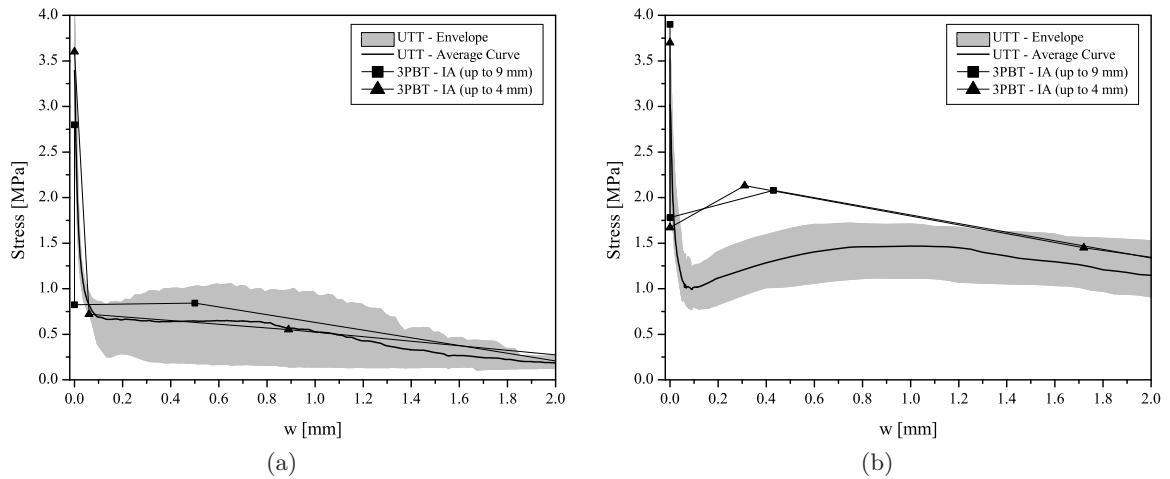 4.0
3.5
3.0
2.5
2.0
1.5
1.0
0.5
0.0
Stress [MPa]
UTT - Envelope
UTT - Average Curve
3PBT - IA (up to 9 mm)
3PBT - IA (up to 4 mm)
0.0 0.2 0.4 0.6 0.8 1.0 1.2 1.4 1.6 1.8 2.0
w [mm]
(a)
4.0
3.5
3.0
2.5
2.0
1.5
1.0
0.5
0.0
Stress [MPa]
UTT - Envelope
UTT - Average Curve
3PBT - IA (up to 9 mm)
3PBT - IA (up to 4 mm)
0.0 0.2 0.4 0.6 0.8 1.0 1.2 1.4 1.6 1.8 2.0
w [mm]
(b)